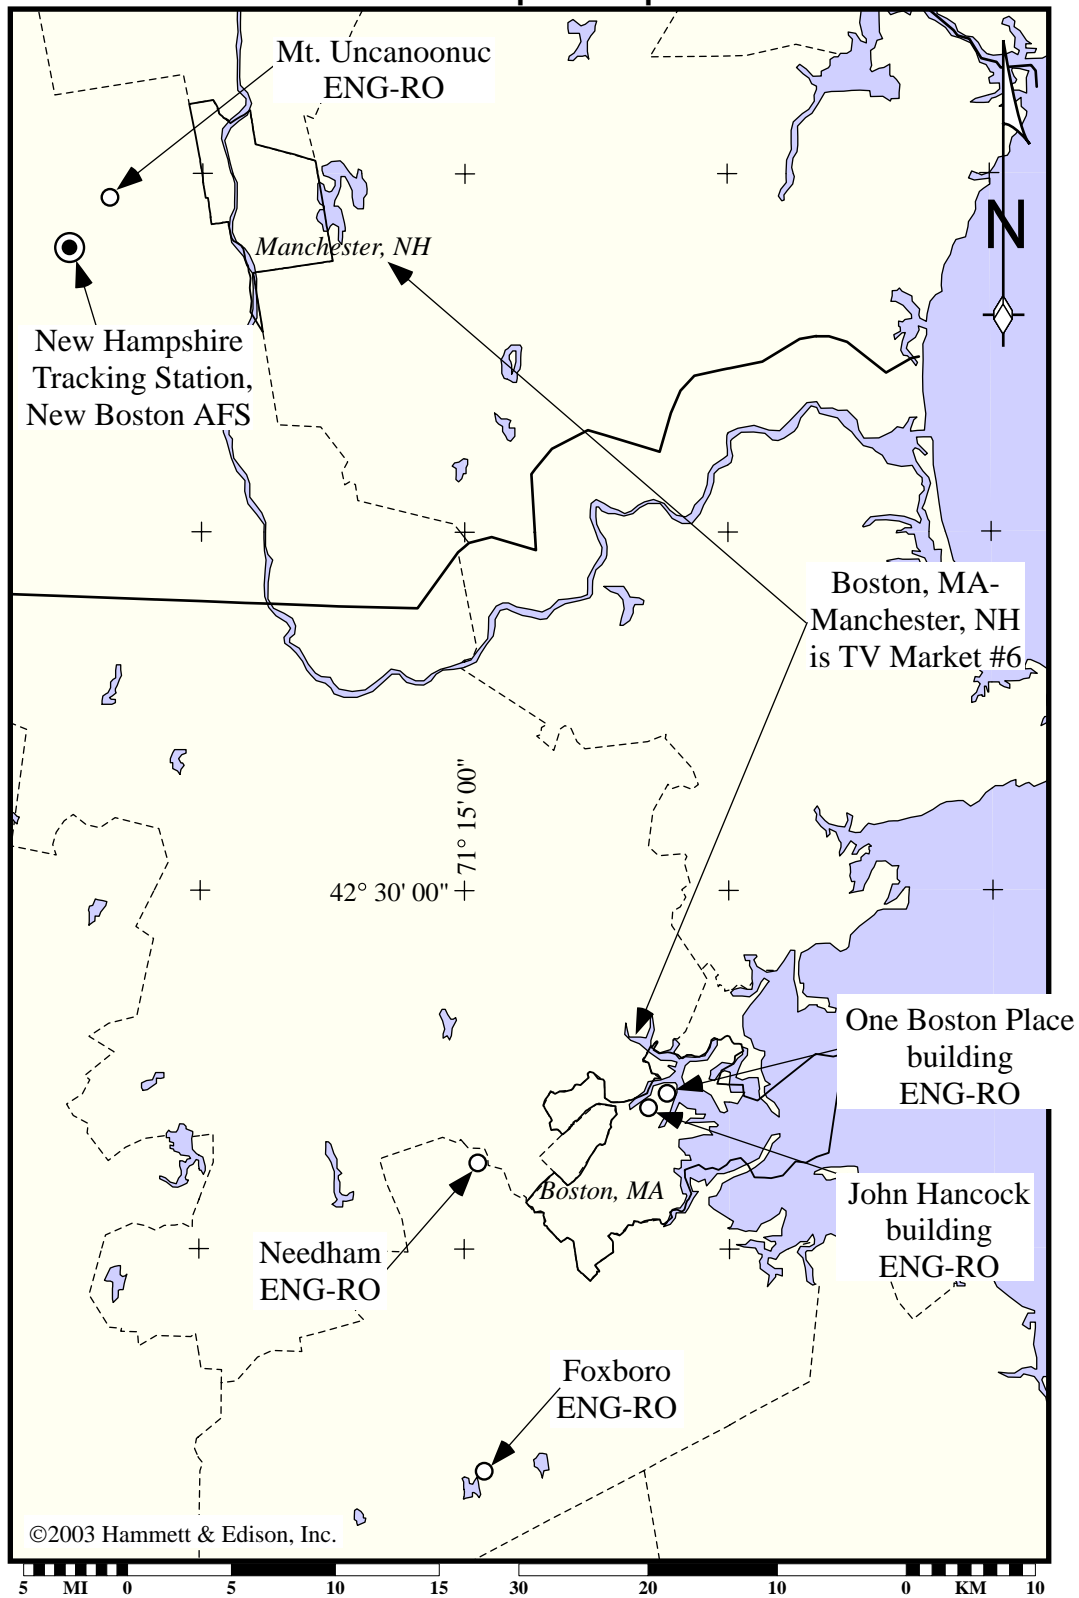 Mt. Uncanoonuc
ENG-RO
N
Manchester, NH
New Hampshire
Tracking Station,
New Boston AFS
Boston, MA-
Manchester, NH
is TV Market #6
71° 15' 00"
42° 30' 00"
One Boston Place
building
ENG-RO
Boston, MA
John Hancock
building
ENG-RO
Needham
ENG-RO
Foxboro
ENG-RO
©2003 Hammett & Edison, Inc.
5 MI 0 5 10 15 30 20 10 0 KM 10